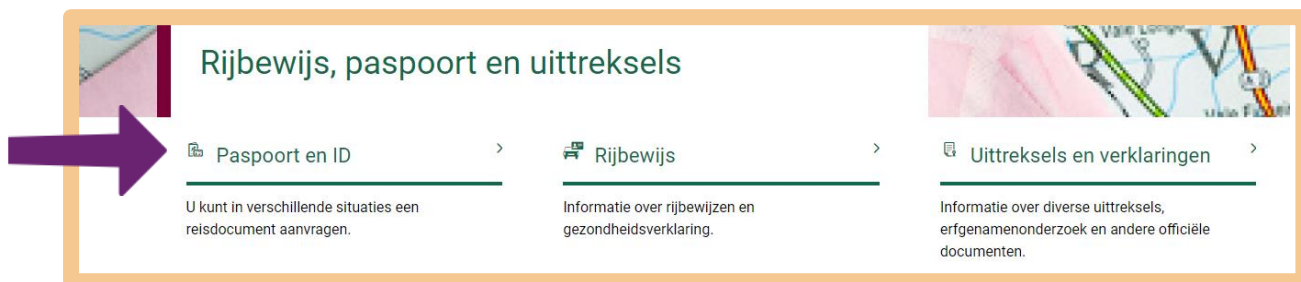 Rijbewijs, paspoort en uittreksels
Paspoort en ID
U kunt in verschillende situaties een
reisdocument aanvragen.
Rijbewijs
Informatie over rijbewijzen en
gezondheidsverklaring.
Uittreksels en verklaringen
Informatie over diverse uittreksels,
erfgenamenonderzoek en andere officiële
documenten.